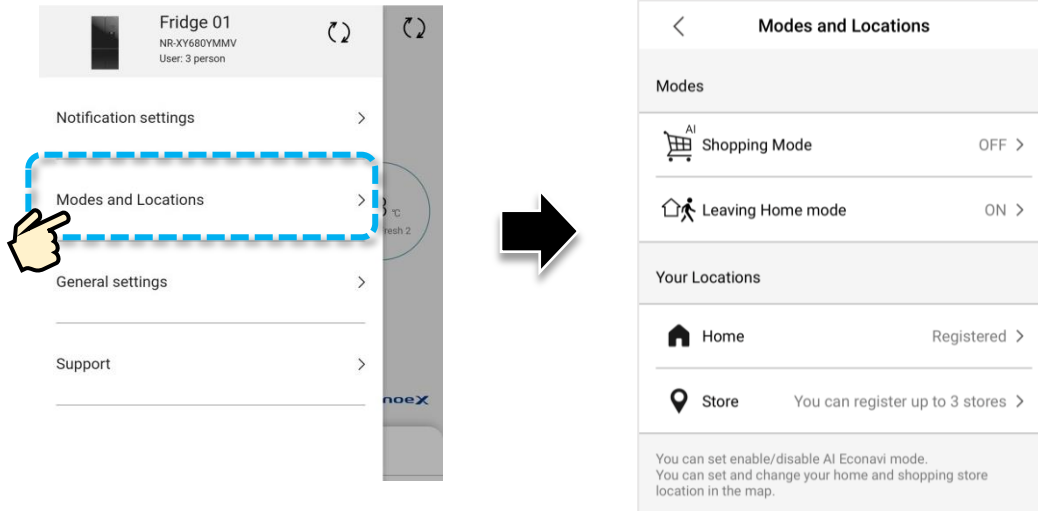 Fridge 01
NR-XY680YMMV
User: 3 person
Notification settings
Modes and Locations
℃
resh 2
General settings
Support
noeX
Modes and Locations
Modes
AI
Shopping Mode OFF
Leaving Home mode ON
Your Locations
Home Registered
Store You can register up to 3 stores
You can set enable/disable AI Econavi mode.
You can set and change your home and shopping store
location in the map.